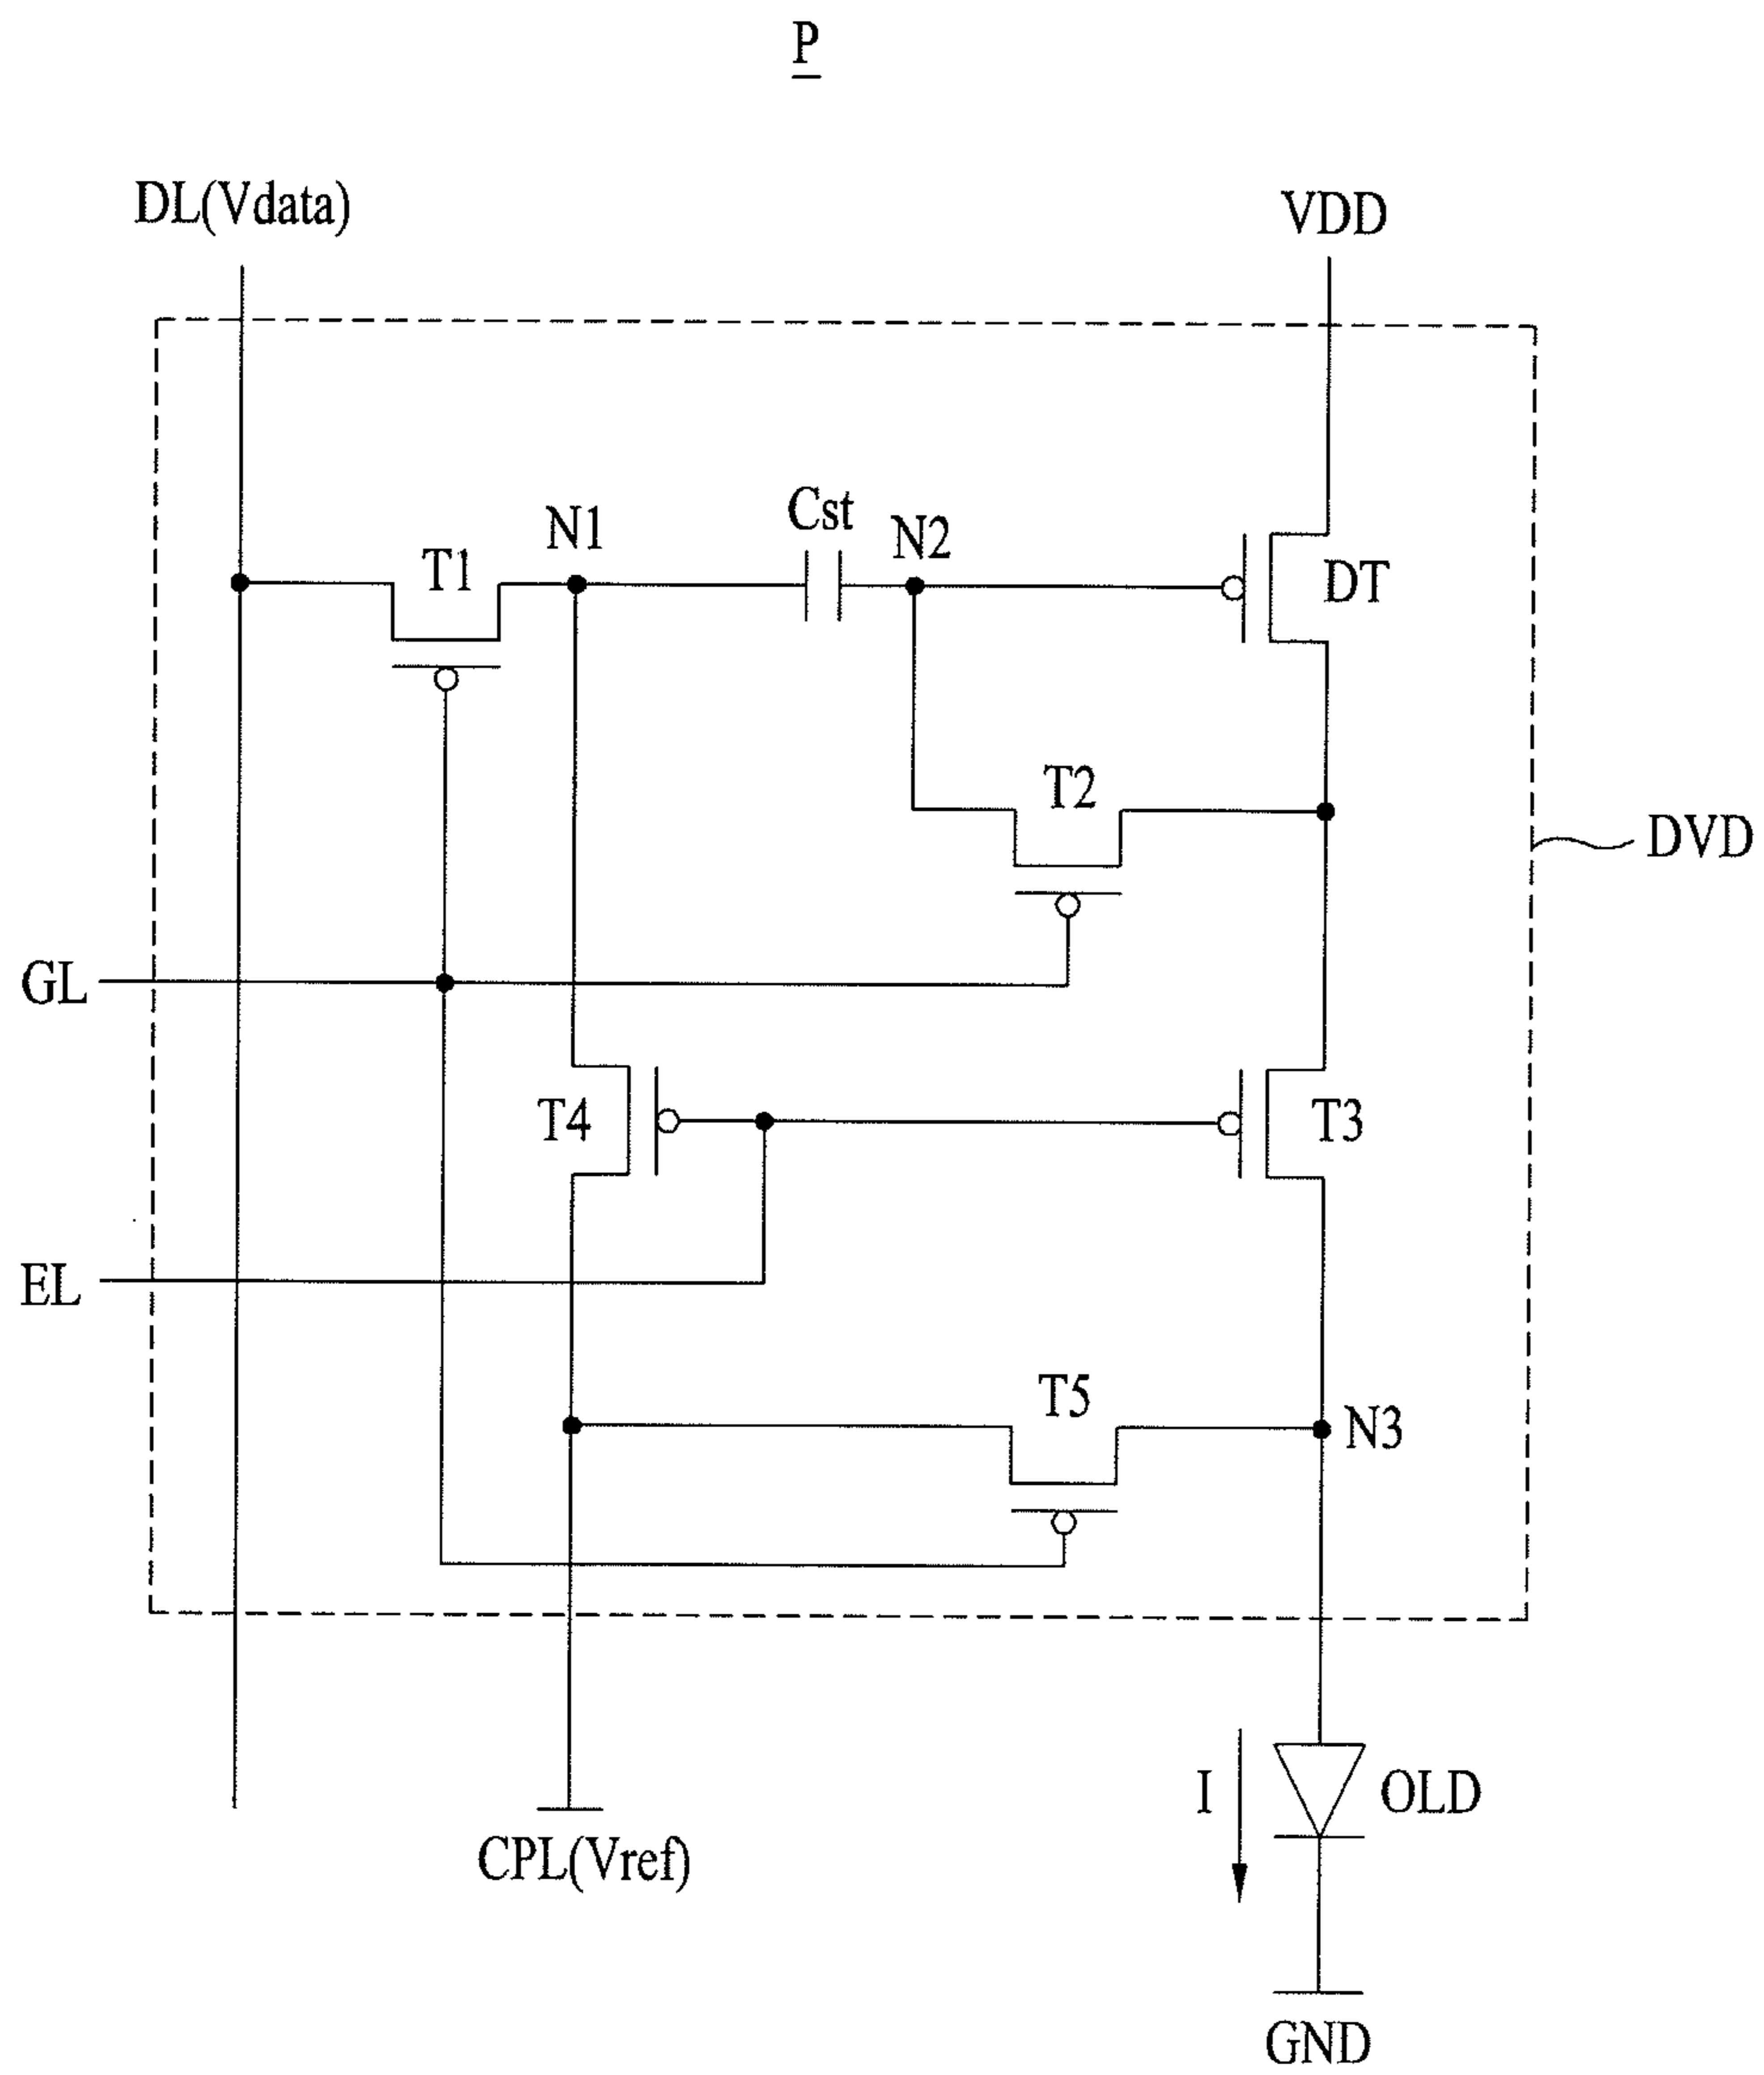 P
DL(Vdata)
VDD
Cst
N1
N2
T1
DT
T2
DVD
GL
T4
T3
EL
T5
N3
I
OLD
CPL(Vref)
GND